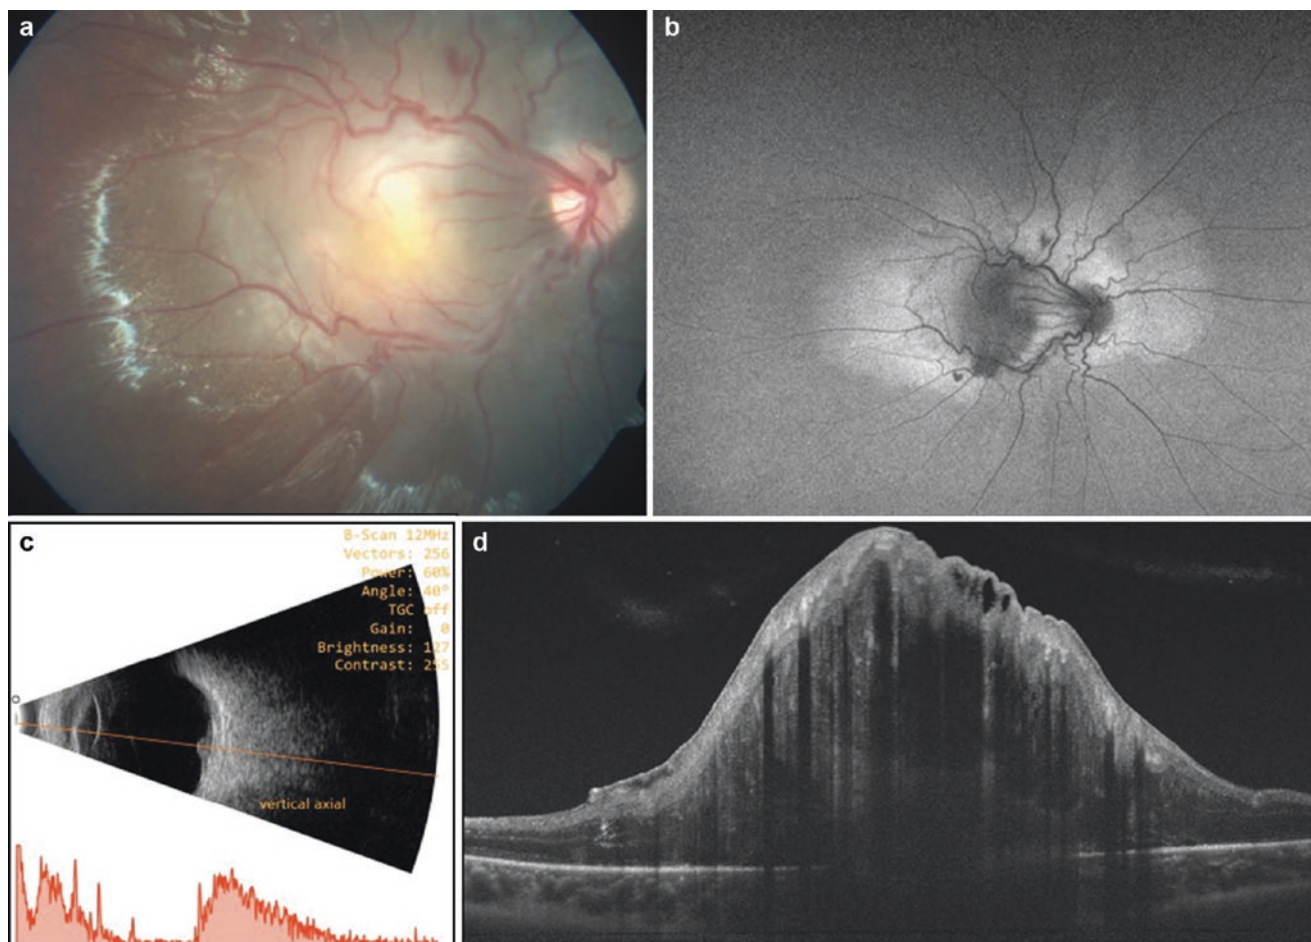 a
b
c
B-Scan 12MHz
Vectors: 256
Power: 60%
Angle: 40°
TGC off
Gain: 0
Brightness: 127
Contrast: 255
vertical axial
d